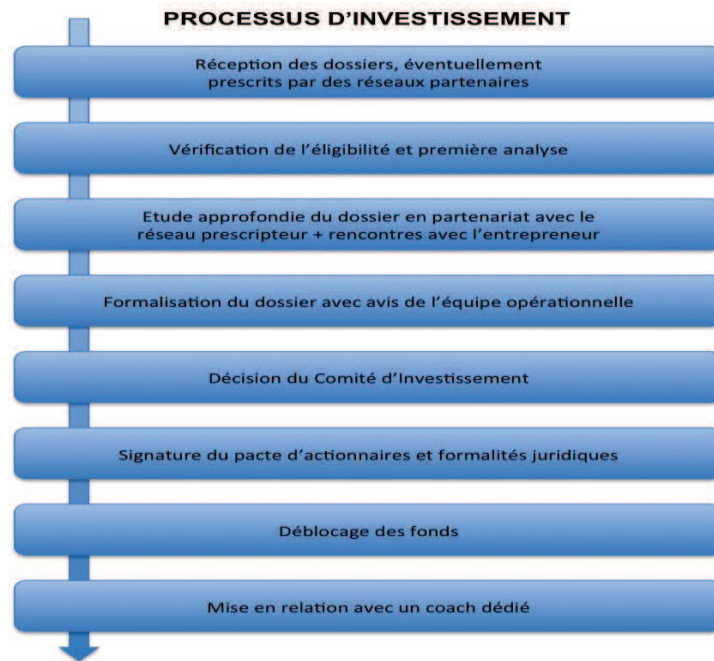 PROCESSUS D’INVESTISSEMENT
Réception des dossiers, éventuellement
prescrits par des réseaux partenaires
Vérification de l’éligibilité et première analyse
Etude approfondie du dossier en partenariat avec le
réseau prescripteur + rencontres avec l’entrepreneur
Formalisation du dossier avec avis de l’équipe opérationnelle
Décision du Comité d’Investissement
Signature du pacte d’actionnaires et formalités juridiques
Déblocage des fonds
Mise en relation avec un coach dédié